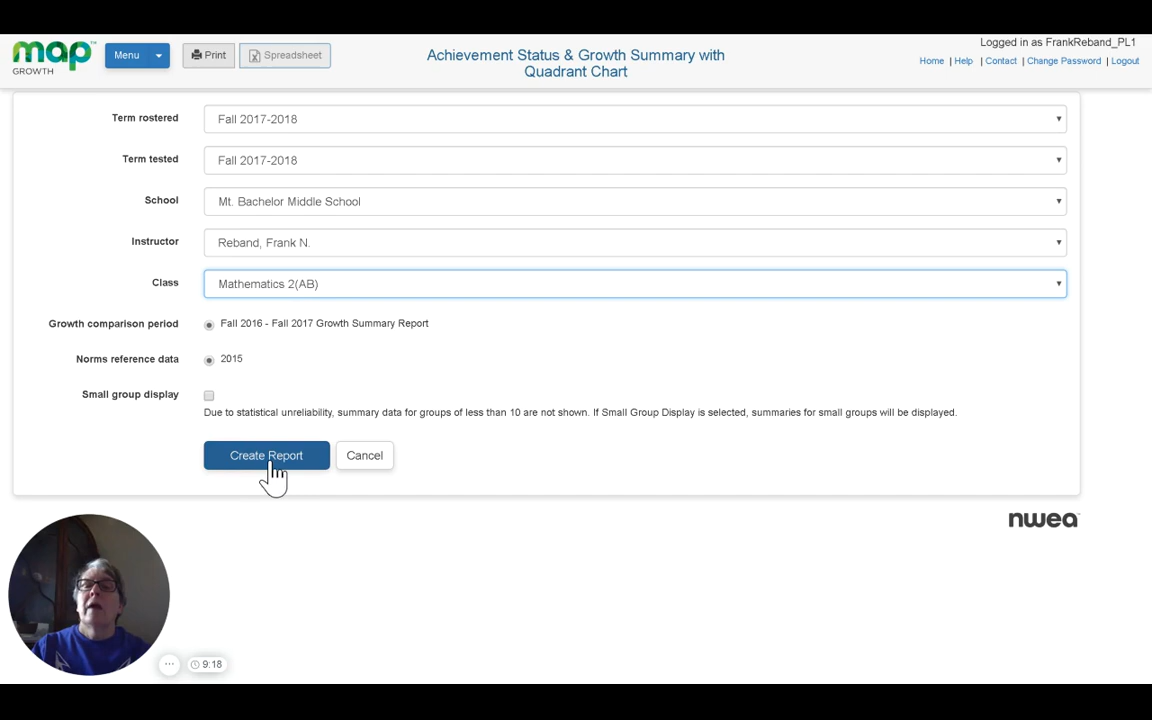 map
GROWTH
Menu
Print
Spreadsheet
Achievement Status & Growth Summary with
Quadrant Chart
Logged in as FrankReband_PL1
Home | Help | Contact | Change Password | Logout
Term rostered Fall 2017-2018
Term tested Fall 2017-2018
School Mt. Bachelor Middle School
Instructor Reband, Frank N.
Class Mathematics 2(AB)
Growth comparison period Fall 2016 - Fall 2017 Growth Summary Report
Norms reference data 2015
Small group display
Due to statistical unreliability, summary data for groups of less than 10 are not shown. If Small Group Display is selected, summaries for small groups will be displayed.
Create Report Cancel
nwea
9:18